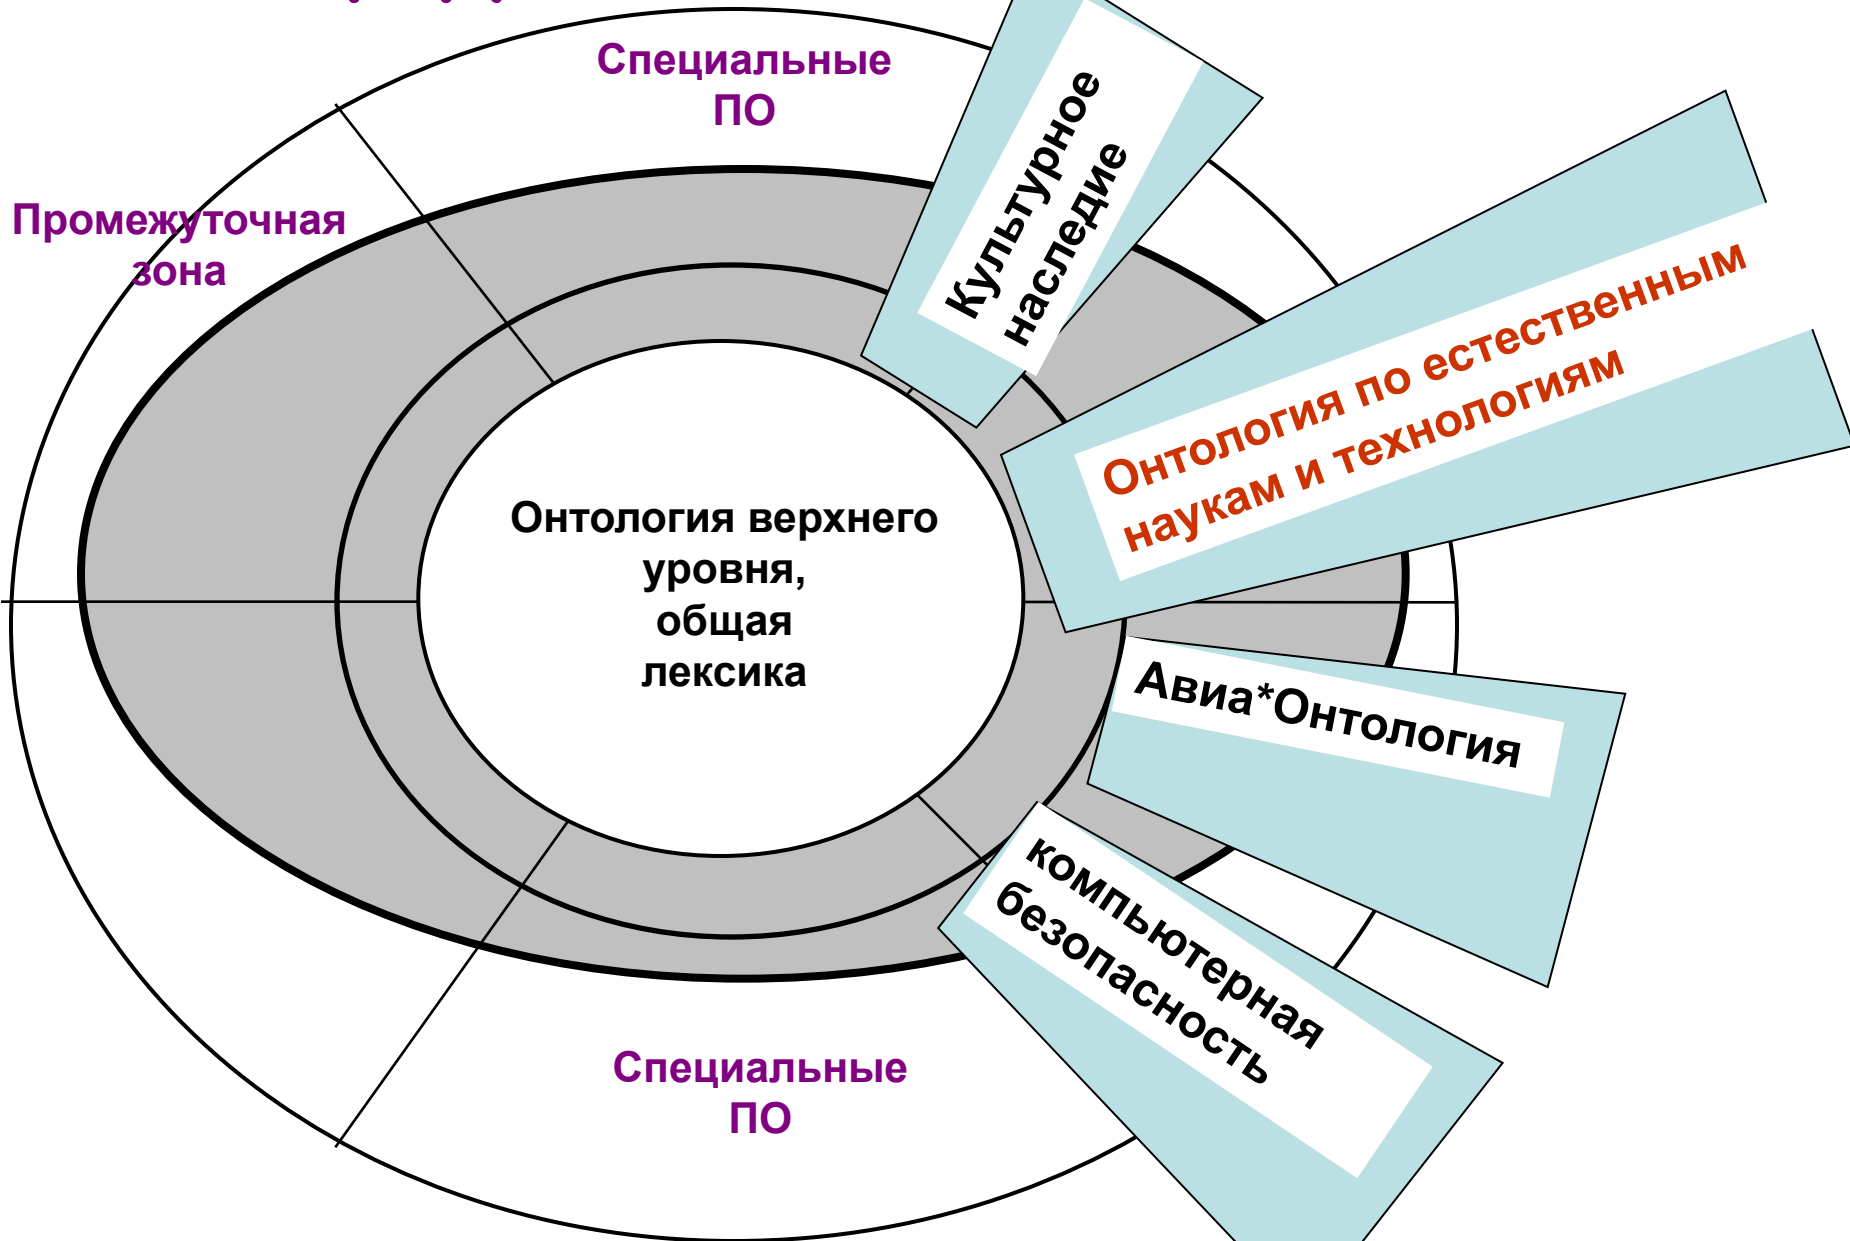 Специальные
ПО
Промежуточная
зона
Культурное
наследие
Онтология по естественным
наукам и технологиям
Онтология верхнего
уровня,
общая
лексика
Авиа*Онтология
компьютерная
безопасность
Специальные
ПО